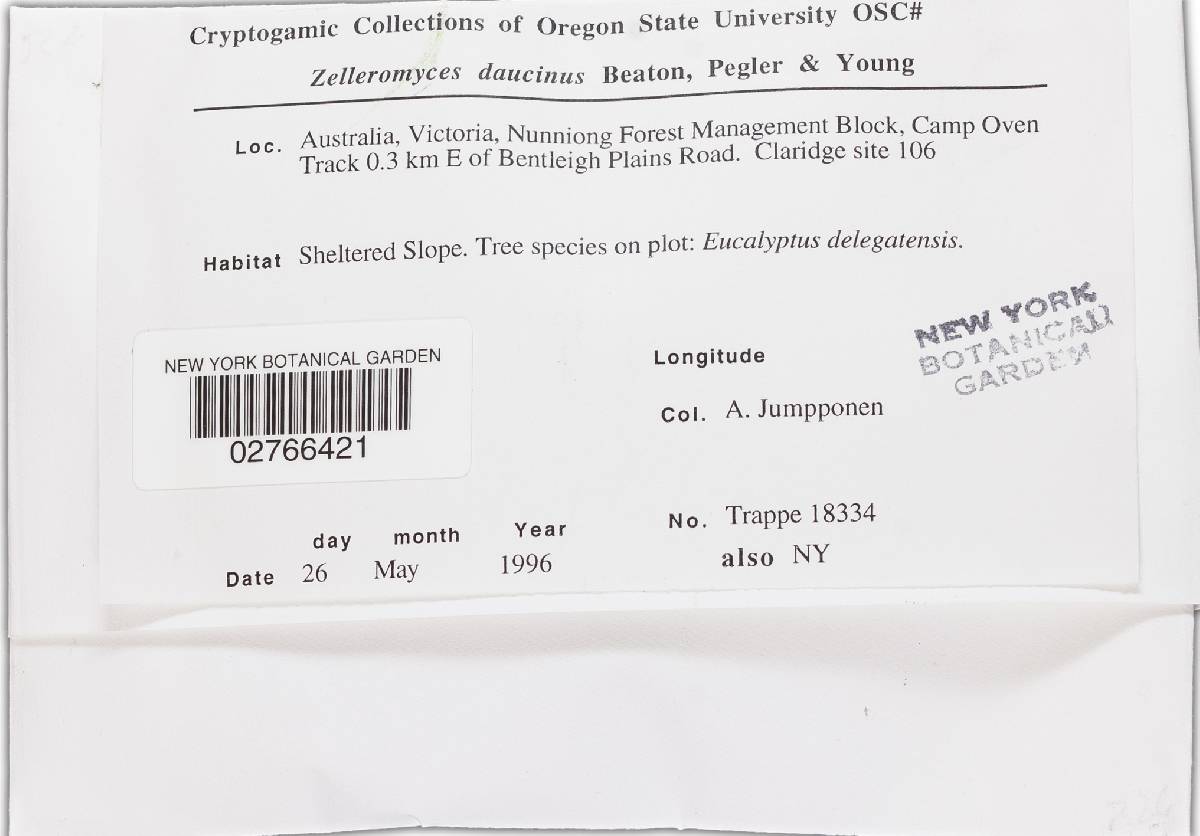 Cryptogamic Collections of Oregon State University OSC#
Zelleromyces daucinus Beaton, Pegler & Young
Loc. Australia, Victoria, Nunniong Forest Management Block, Camp Oven
Track 0.3 km E of Bentleigh Plains Road. Claridge site 106
Habitat Sheltered Slope. Tree species on plot: Eucalyptus delegatensis.
NEW YORK
BOTANICAL
GARDEN
NEW YORK BOTANICAL GARDEN
02766421
Longitude
Col. A. Jumpponen
No. Trappe 18334
also NY
day month Year
Date 26 May 1996